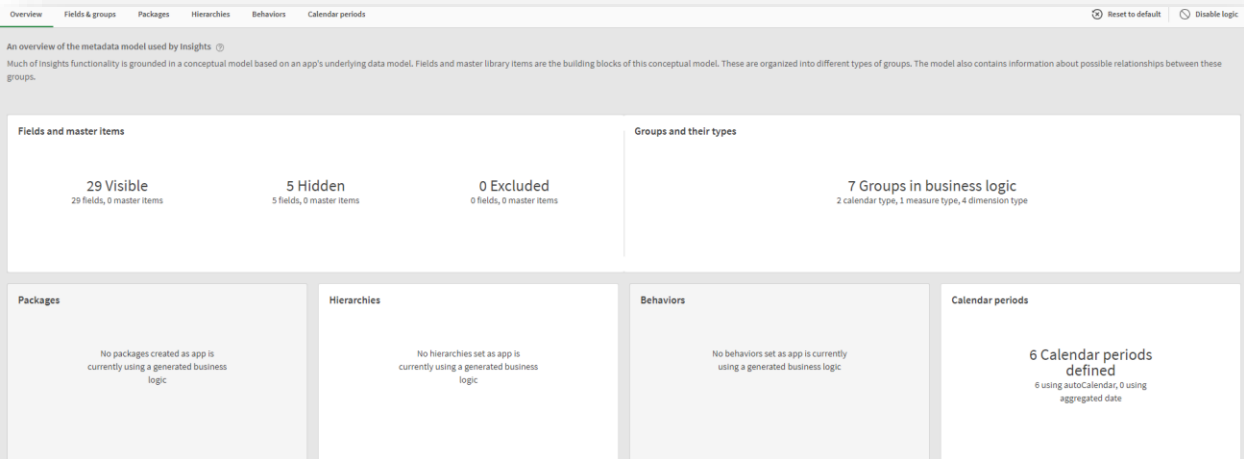 Overview Fields & groups Packages Hierarchies Behaviors Calendar periods Reset to default Disable logic
An overview of the metadata model used by Insights
Much of Insights functionality is grounded in a conceptual model based on an app's underlying data model. Fields and master library items are the building blocks of this conceptual model. These are organized into different types of groups. The model also contains information about possible relationships between these
groups.
Fields and master items
29 Visible
29 fields, 0 master items
5 Hidden
5 fields, 0 master items
0 Excluded
0 fields, 0 master items
Groups and their types
7 Groups in business logic
2 calendar type, 1 measure type, 4 dimension type
Packages
No packages created as app is
currently using a generated business
logic
Hierarchies
No hierarchies set as app is
currently using a generated business
logic
Behaviors
No behaviors set as app is currently
using a generated business logic
Calendar periods
6 Calendar periods
defined
6 using autoCalendar, 0 using
aggregated date